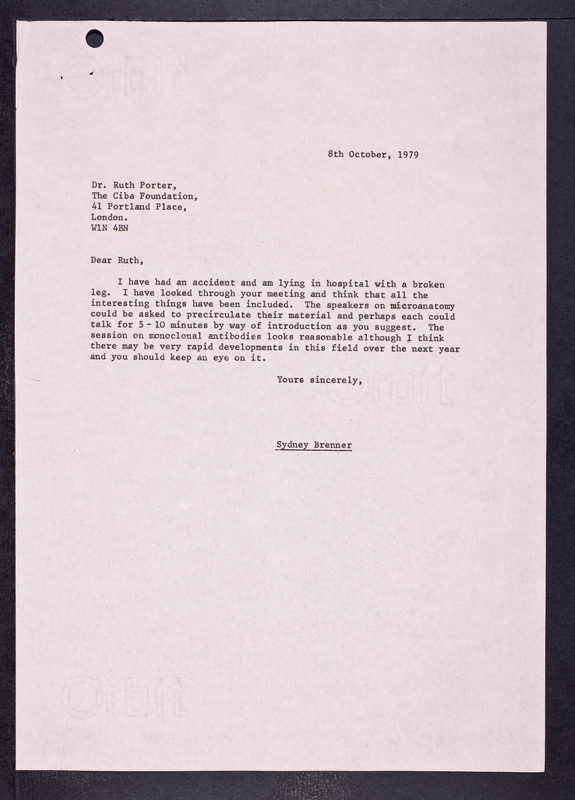 Orbit
8th October, 1979
Dr. Ruth Porter,
The Ciba Foundation,
41 Portland Place,
London.
W1N 4BN
Dear Ruth,
I have had an accident and am lying in hospital with a broken
leg. I have looked through your meeting and think that all the
interesting things have been included. The speakers on microanatomy
could be asked to precirculate their material and perhaps each could
talk for 5 - 10 minutes by way of introduction as you suggest. The
session on monoclonal antibodies looks reasonable although I think
there may be very rapid developments in this field over the next year
and you should keep an eye on it.
Yours sincerely,
Orbit
Sydney Brenner
Orbit